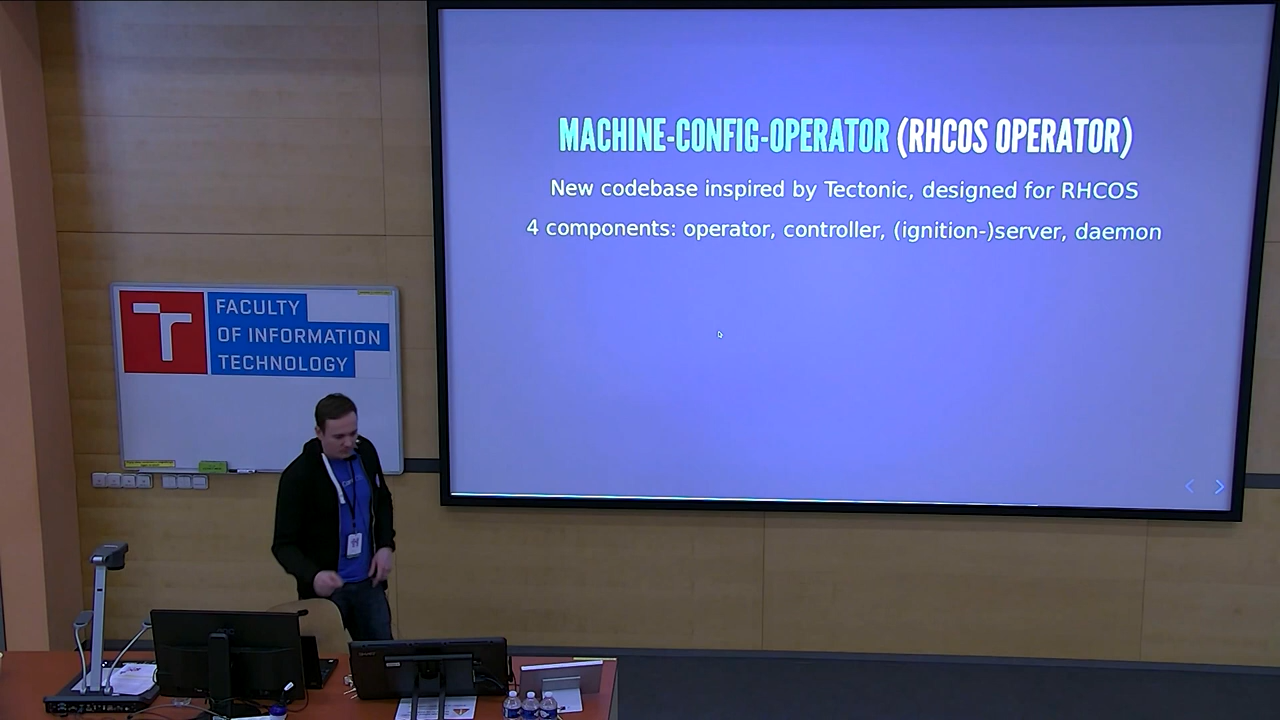 MACHINE-CONFIG-OPERATOR (RHCOS OPERATOR)
New codebase inspired by Tectonic, designed for RHCOS
4 components: operator, controller, (ignition-)server, daemon
FACULTY
OF INFORMATION
TECHNOLOGY